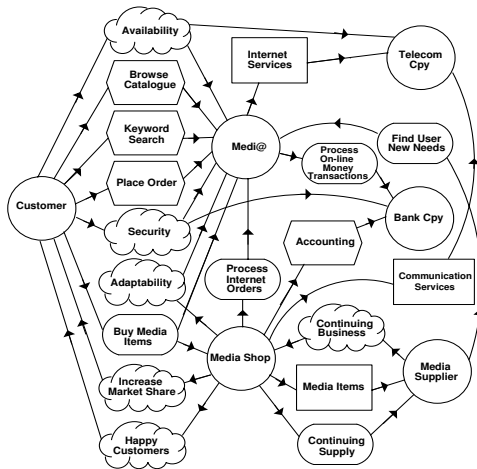 Availability
Browse
Catalogue
Keyword
Search
Place Order
Customer
Security
Adaptability
Buy Media
Items
Increase
Market Share
Happy
Customers
Internet
Services
Medi@
Process
On-line
Money
Transactions
Telecom
Cpy
Find User
New Needs
Bank Cpy
Accounting
Process
Internet
Orders
Communication
Services
Continuing
Business
Media Shop
Media Items
Media
Supplier
Continuing
Supply